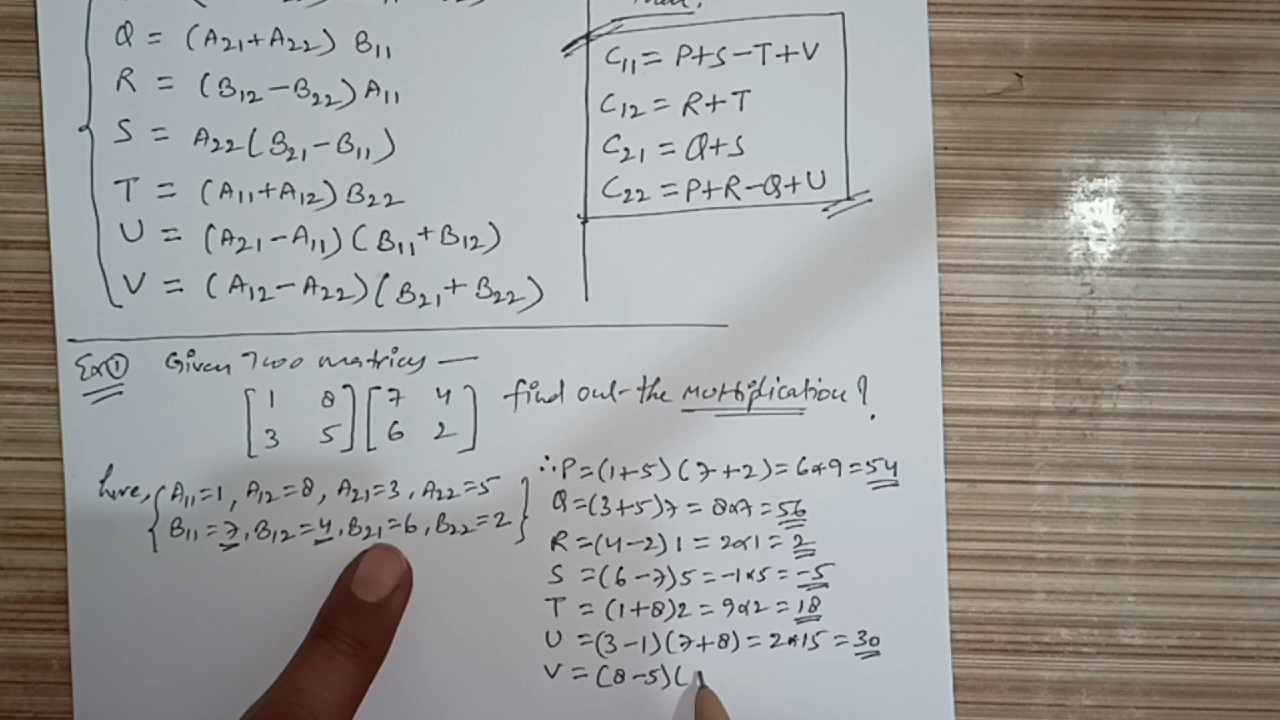 Q = (A21+A22) B11
R = (B12-B22) A11
S = A22(B21-B11)
T = (A11+A12) B22
U = (A21-A11)(B11+B12)
V = (A12-A22)(B21+B22)
C11 = P+S-T+V
C12 = R+T
C21 = Q+S
C22 = P+R-Q+U
Ex① Given Two matrices —
[1 8 [7 4
3 5] 6 2] find out the Multiplication?
here, {A11=1, A12=8, A21=3, A22=5
B11=7, B12=4, B21=6, B22=2}
∴ P=(1+5)(7+2)=6*9=54
Q=(3+5)7=8*7=56
R=(4-2)1=2*1=2
S=(6-7)5=-1*5=-5
T=(1+8)2=9*2=18
U=(3-1)(7+8)=2*15=30
V=(8-5)(